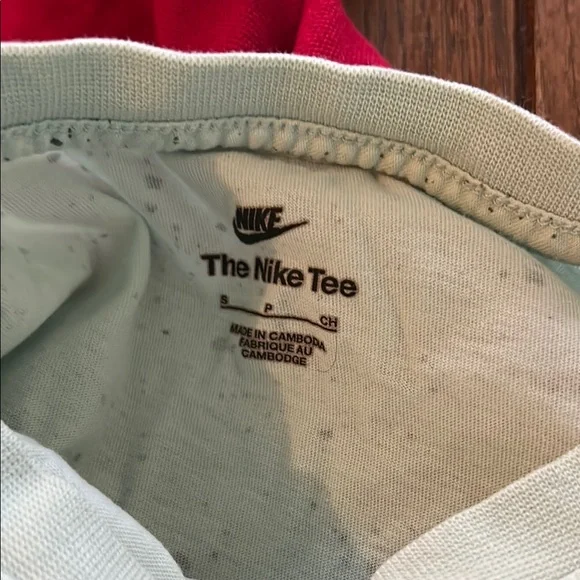 NIKE
The Nike Tee
S P CH
MADE IN CAMBODIA
FABRIQUE AU
CAMBODGE